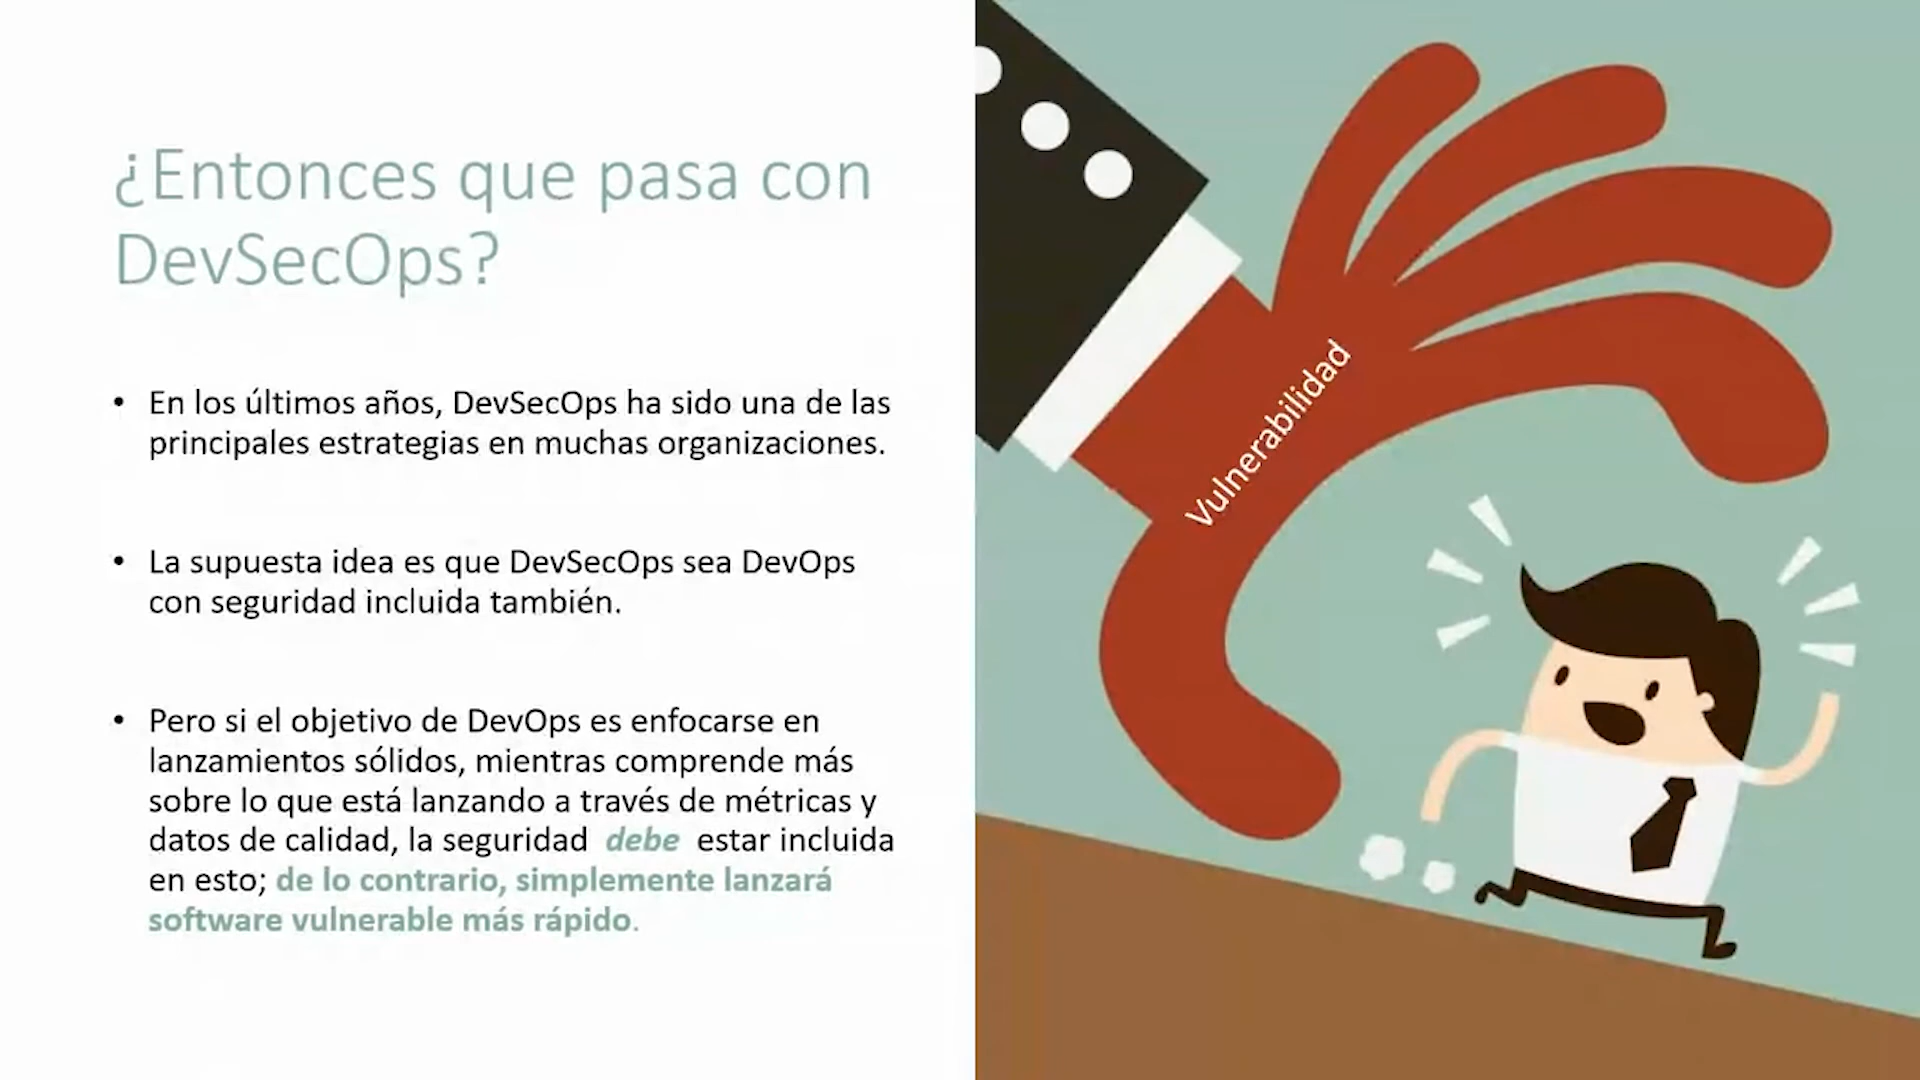 ¿Entonces que pasa con
DevSecOps?
• En los últimos años, DevSecOps ha sido una de las
principales estrategias en muchas organizaciones.
• La supuesta idea es que DevSecOps sea DevOps
con seguridad incluida también.
• Pero si el objetivo de DevOps es enfocarse en
lanzamientos sólidos, mientras comprende más
sobre lo que está lanzando a través de métricas y
datos de calidad, la seguridad debe estar incluida
en esto; de lo contrario, simplemente lanzará
software vulnerable más rápido.
Vulnerabilidad